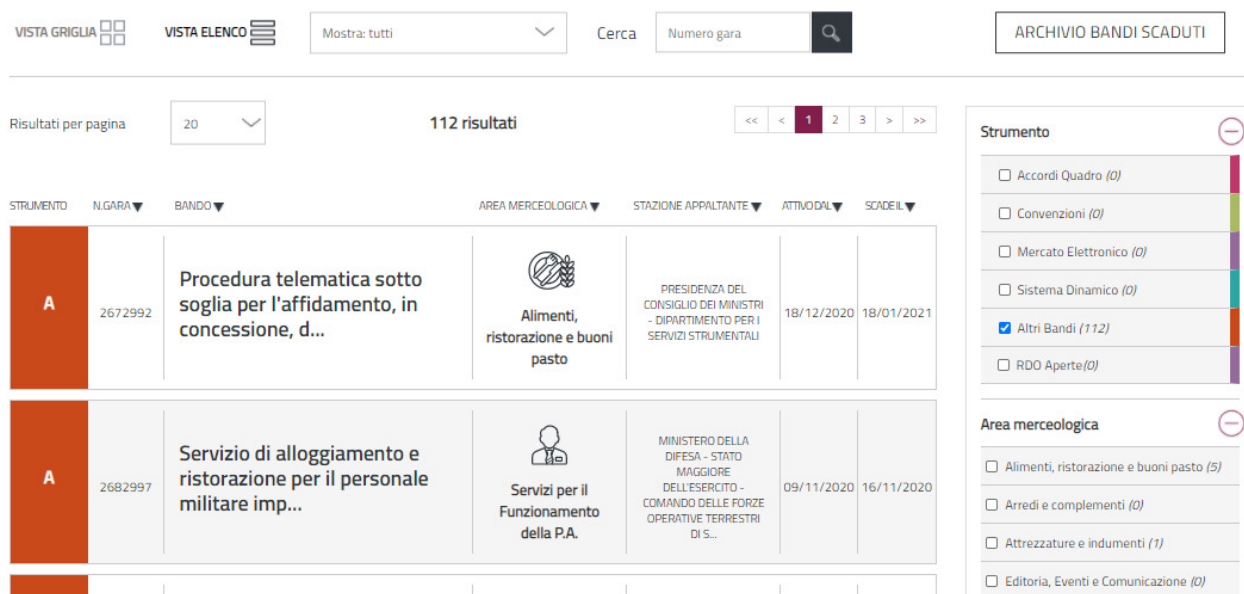 VISTA GRIGLIA
VISTA ELENCO
Mostra: tutti
Cerca
Numero gara
ARCHIVIO BANDI SCADUTI
Risultati per pagina
20
112 risultati
<< < 1 2 3 > >>
STRUMENTO N.GARA▼ BANDO▼ AREA MERCEOLOGICA▼ STAZIONE APPALTANTE▼ ATTIVO DAL▼ SCADE IL▼
A
2672992
Procedura telematica sotto
soglia per l'affidamento, in
concessione, d...
Alimenti,
ristorazione e buoni
pasto
PRESIDENZA DEL
CONSIGLIO DEI MINISTRI
- DIPARTIMENTO PER I
SERVIZI STRUMENTALI
18/12/2020
18/01/2021
A
2682997
Servizio di alloggiamento e
ristorazione per il personale
militare imp...
Servizi per il
Funzionamento
della P.A.
MINISTERO DELLA
DIFESA - STATO
MAGGIORE
DELL'ESERCITO -
COMANDO DELLE FORZE
OPERATIVE TERRESTRI
DI S...
09/11/2020
16/11/2020
Strumento
Accordi Quadro (0)
Convenzioni (0)
Mercato Elettronico (0)
Sistema Dinamico (0)
Altri Bandi (112)
RDO Aperte(0)
Area merceologica
Alimenti, ristorazione e buoni pasto (5)
Arredi e complementi (0)
Attrezzature e indumenti (1)
Editoria, Eventi e Comunicazione (0)